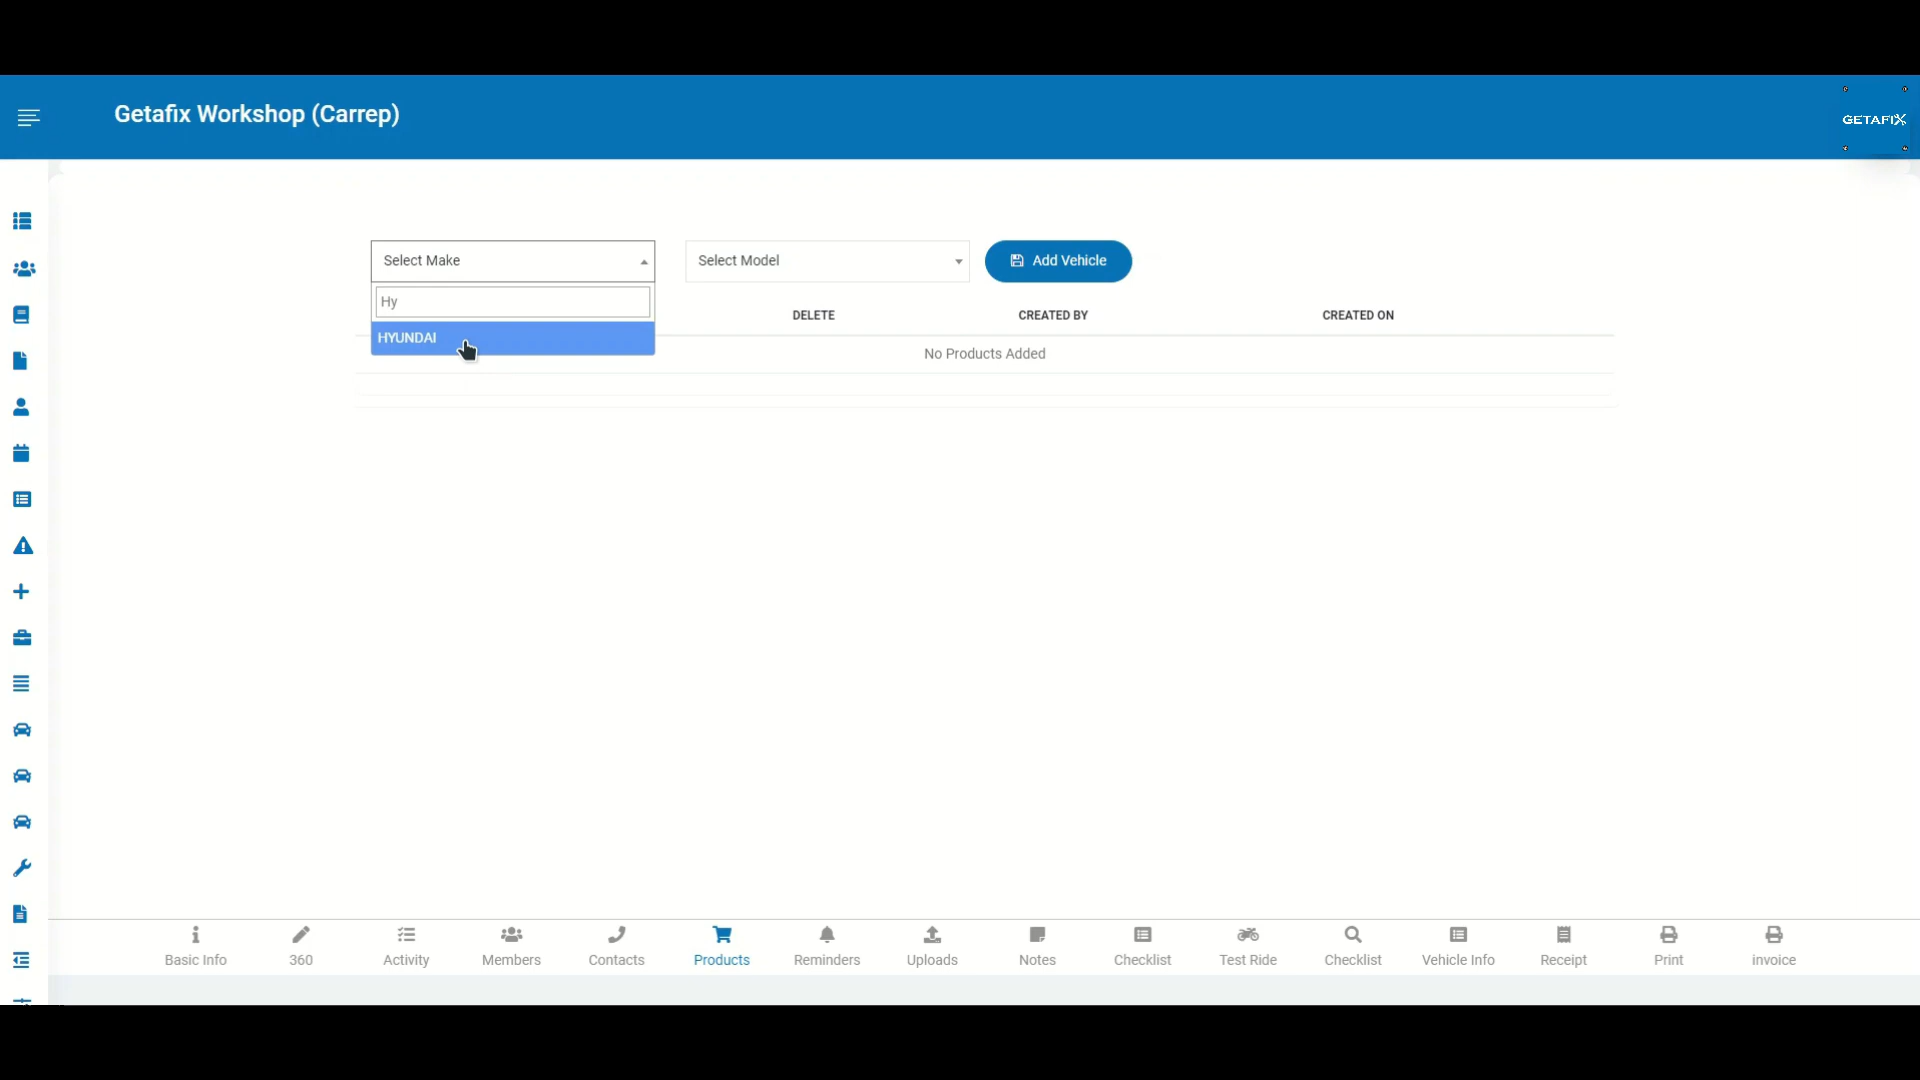 Getafix Workshop (Carrep)
GETAFIX
Select Make
Select Model
Add Vehicle
Hy
HYUNDAI
DELETE
CREATED BY
CREATED ON
No Products Added
Basic Info
360
Activity
Members
Contacts
Products
Reminders
Uploads
Notes
Checklist
Test Ride
Checklist
Vehicle Info
Receipt
Print
invoice